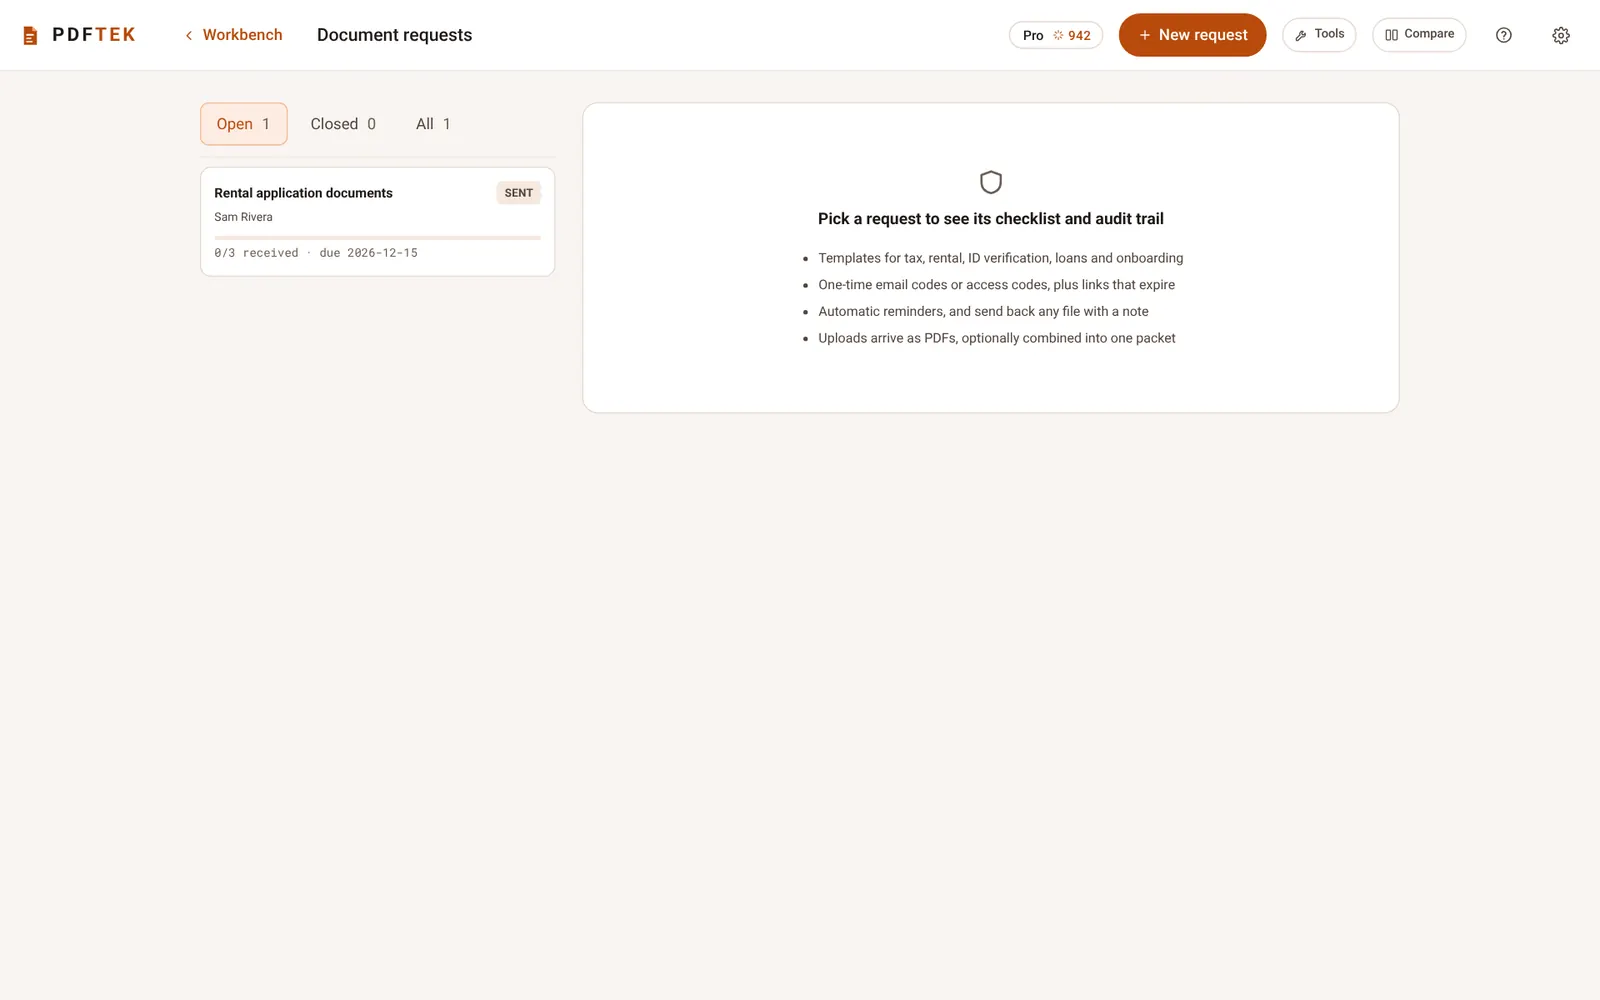 PDFTEK
Workbench
Document requests
Pro 942
+ New request
Tools
Compare
Open 1
Closed 0
All 1
Rental application documents
SENT
Sam Rivera
0/3 received · due 2026-12-15
Pick a request to see its checklist and audit trail
• Templates for tax, rental, ID verification, loans and onboarding
• One-time email codes or access codes, plus links that expire
• Automatic reminders, and send back any file with a note
• Uploads arrive as PDFs, optionally combined into one packet